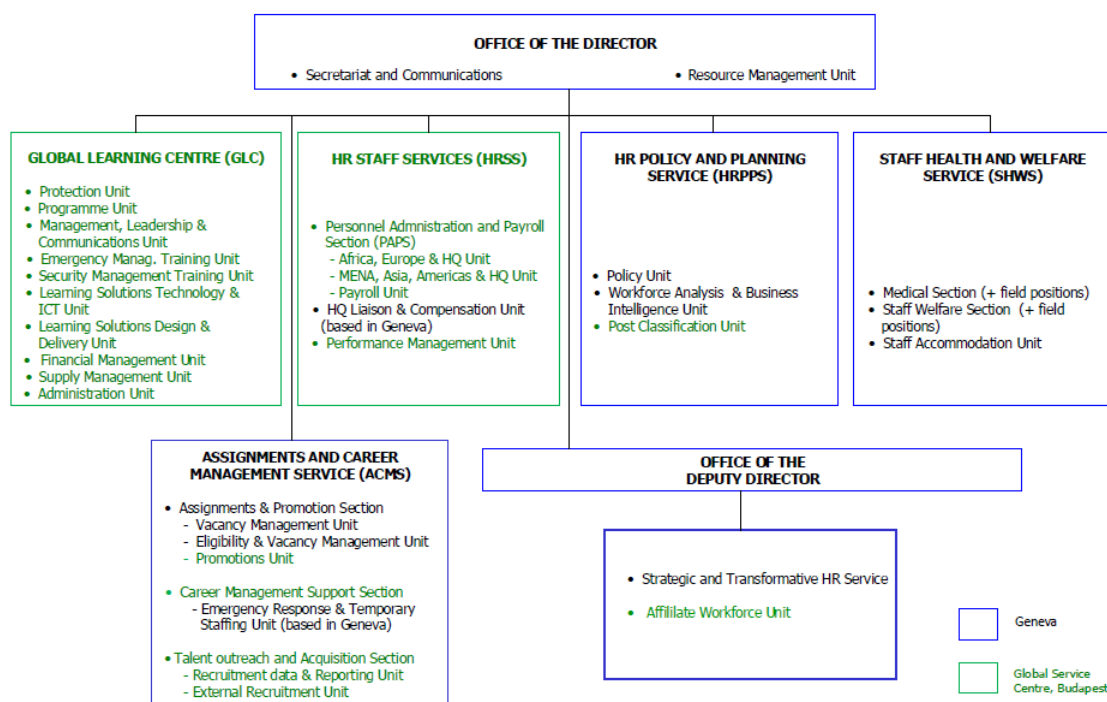 OFFICE OF THE DIRECTOR
• Secretariat and Communications
• Resource Management Unit
GLOBAL LEARNING CENTRE (GLC)
• Protection Unit
• Programme Unit
• Management, Leadership &
Communications Unit
• Emergency Manag. Training Unit
• Security Management Training Unit
• Learning Solutions Technology &
ICT Unit
• Learning Solutions Design &
Delivery Unit
• Financial Management Unit
• Supply Management Unit
• Administration Unit
HR STAFF SERVICES (HRSS)
• Personnel Admnistration and Payroll
Section (PAPS)
- Africa, Europe & HQ Unit
- MENA, Asia, Americas & HQ Unit
- Payroll Unit
• HQ Liaison & Compensation Unit
(based in Geneva)
• Performance Management Unit
HR POLICY AND PLANNING
SERVICE (HRPPS)
• Policy Unit
• Workforce Analysis & Business
Intelligence Unit
• Post Classification Unit
STAFF HEALTH AND WELFARE
SERVICE (SHWS)
• Medical Section (+ field positions)
• Staff Welfare Section (+ field
positions)
• Staff Accommodation Unit
ASSIGNMENTS AND CAREER
MANAGEMENT SERVICE (ACMS)
• Assignments & Promotion Section
- Vacancy Management Unit
- Eligibility & Vacancy Management Unit
- Promotions Unit
• Career Management Support Section
- Emergency Response & Temporary
Staffing Unit (based in Geneva)
• Talent outreach and Acquisition Section
- Recruitment data & Reporting Unit
- External Recruitment Unit
OFFICE OF THE
DEPUTY DIRECTOR
• Strategic and Transformative HR Service
• Affililate Workforce Unit
Geneva
Global Service
Centre, Budapest